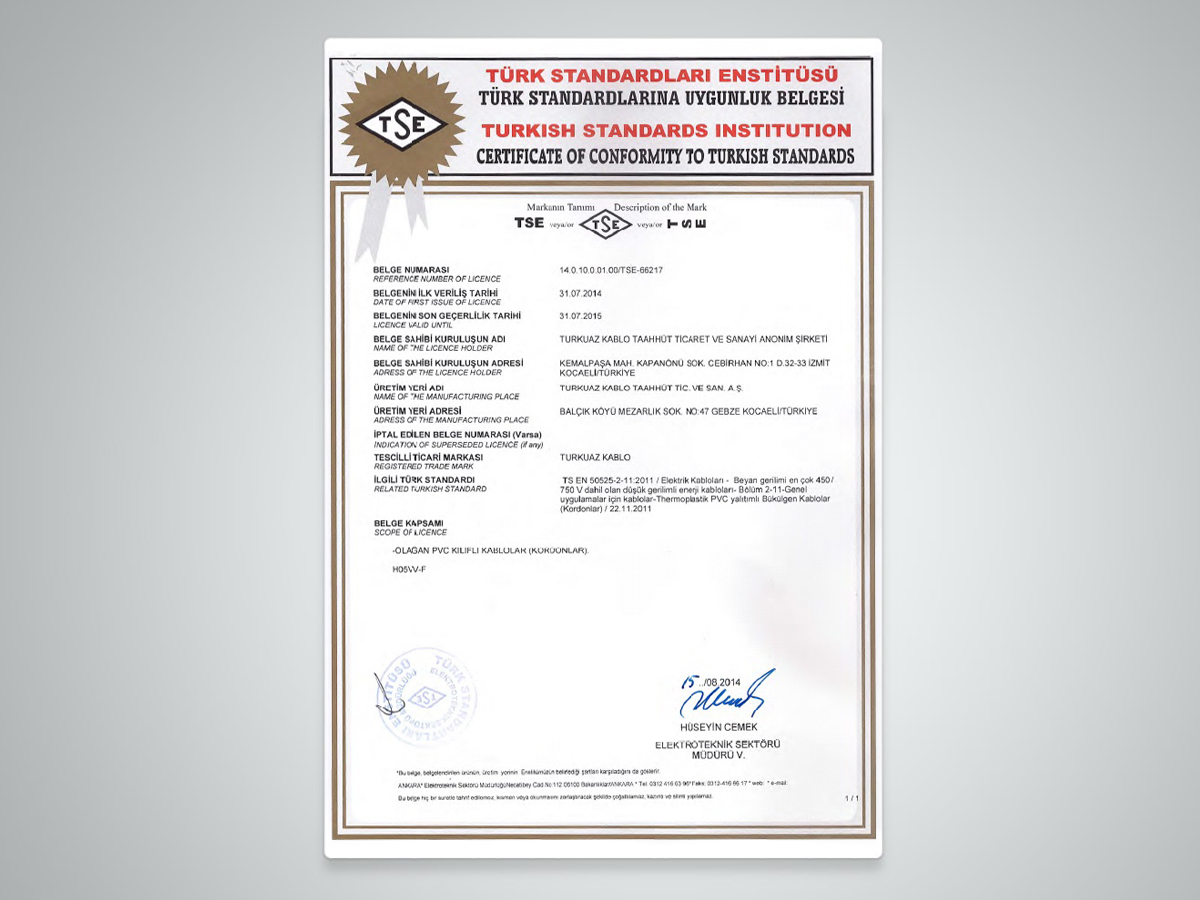 TSE
TÜRK STANDARDLARI ENSTİTÜSÜ
TÜRK STANDARDLARINA UYGUNLUK BELGESİ
TURKISH STANDARDS INSTITUTION
CERTIFICATE OF CONFORMITY TO TURKISH STANDARDS
Markanın Tanımı Description of the Mark
TSE veya/or TSE veya/or TSE
BELGE NUMARASI 14.0.10.0.01.00/TSE-66217
REFERENCE NUMBER OF LICENCE
BELGENİN İLK VERİLİŞ TARİHİ 31.07.2014
DATE OF FIRST ISSUE OF LICENCE
BELGENİN SON GEÇERLİLİK TARİHİ 31.07.2015
LICENCE VALID UNTIL
BELGE SAHİBİ KURULUŞUN ADI TURKUAZ KABLO TAAHHÜT TİCARET VE SANAYİ ANONİM ŞİRKETİ
NAME OF THE LICENCE HOLDER
BELGE SAHİBİ KURULUŞUN ADRESİ KEMALPAŞA MAH. KAPANÖNÜ SOK. CEBİRHAN NO:1 D.32-33 İZMİT
ADRESS OF THE LICENCE HOLDER KOCAELİ/TÜRKİYE
ÜRETİM YERİ ADI TURKUAZ KABLO TAAHHÜT TİC. VE SAN. A.Ş.
NAME OF THE MANUFACTURING PLACE
ÜRETİM YERİ ADRESİ BALÇIK KÖYÜ MEZARLIK SOK. NO:47 GEBZE KOCAELİ/TÜRKİYE
ADRESS OF THE MANUFACTURING PLACE
İPTAL EDİLEN BELGE NUMARASI (Varsa)
INDICATION OF SUPERSEDED LICENCE (if any)
TESCİLLİ TİCARİ MARKASI TURKUAZ KABLO
REGISTERED TRADE MARK
İLGİLİ TÜRK STANDARDI TS EN 50525-2-11:2011 / Elektrik Kabloları - Beyan gerilimi en çok 450/
RELATED TURKISH STANDARD 750 V dahil olan düşük gerilimli enerji kabloları- Bölüm 2-11-Genel
uygulamalar için kablolar-Thermoplastik PVC yalıtımlı Bükülgen Kablolar
(Kordonlar) / 22.11.2011
BELGE KAPSAMI
SCOPE OF LICENCE
-OLAĞAN PVC KILIFLI KABLOLAR (KORDONLAR).
H05VV-F
TÜRK STANDARTLARI ENSTİTÜSÜ
TSE
15../08.2014
HÜSEYİN CEMEK
ELEKTROTEKNİK SEKTÖRÜ
MÜDÜRÜ V.
*Bu belge, belgelendirilen ürünün, üretim yerinin Enstitümüzün belirlediği şartları karşıladığını da gösterir.
ANKARA* Elektroteknik Sektörü Müdürlüğü Necatibey Cad.No:112 06100 Bakanlıklar/ANKARA * Tel: 0312 416 63 96* Faks: 0312-416 66 17 * web: * e-mail:
Bu belge hiç bir suretle tahrif edilemez, kısmen veya okunmasını zorlaştıracak şekilde çoğaltılamaz, kazıntı ve silinti yapılamaz.
1 / 1